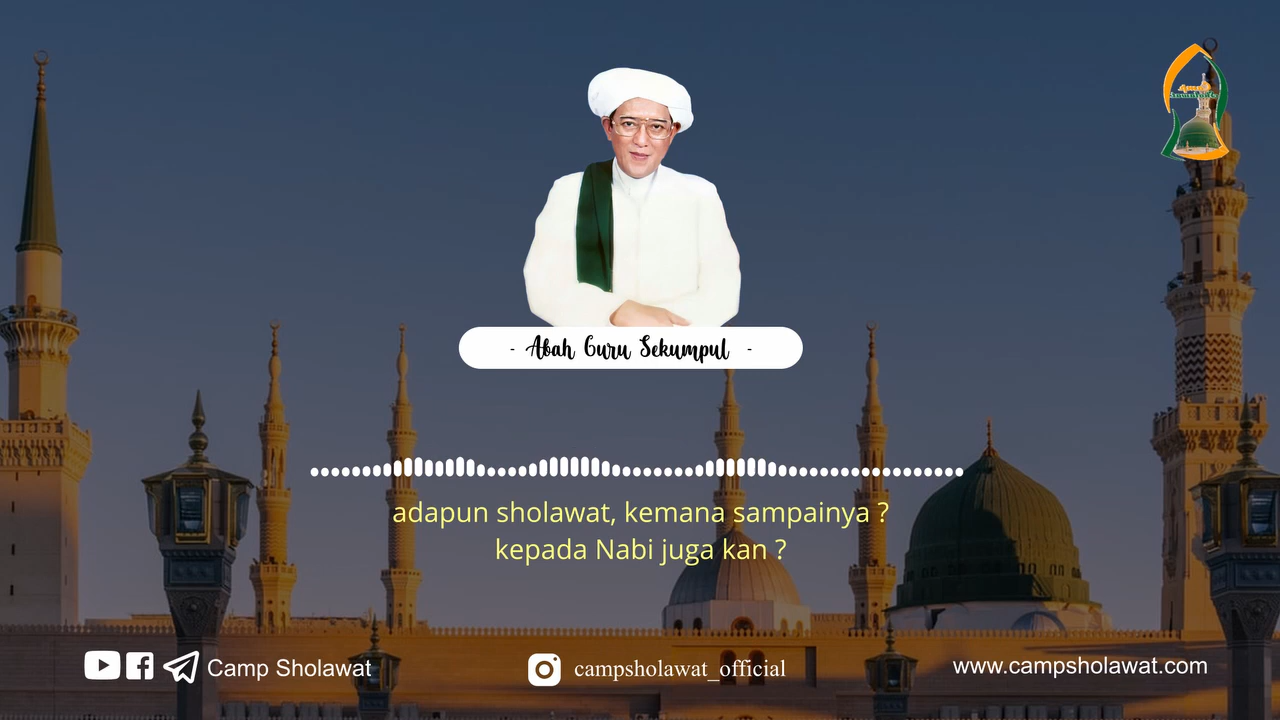 - Abah Guru Sekumpul -
adapun sholawat, kemana sampainya ?
kepada Nabi juga kan ?
Camp Sholawat
campsholawat_official
www.campsholawat.com